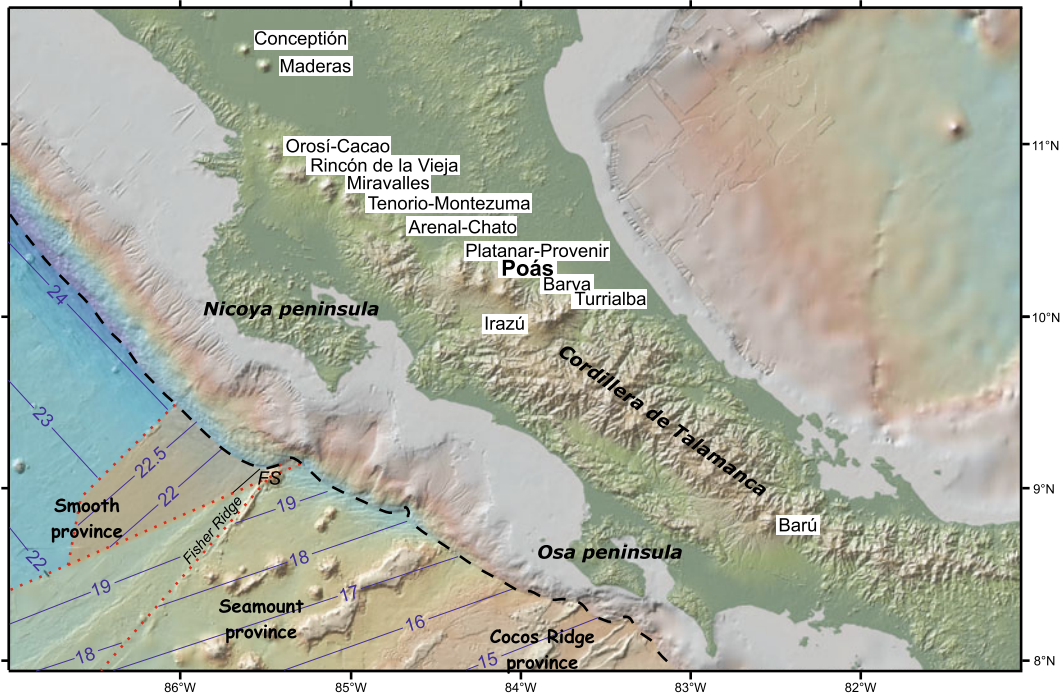 Conceptión
Maderas
Orosí-Cacao
11°N
Rincón de la Vieja
Miravalles
Tenorio-Montezuma
Arenal-Chato
Platanar-Provenir
Poás
Barva
Turrialba
24
Nicoya peninsula
Irazú
10°N
Cordillera de Talamanca
23
22.5
22
FS
19
9°N
Smooth
province
Fisher Ridge
Barú
22
Osa peninsula
18
19
17
Seamount
province
16
Cocos Ridge
province
18
15
8°N
86°W
85°W
84°W
83°W
82°W